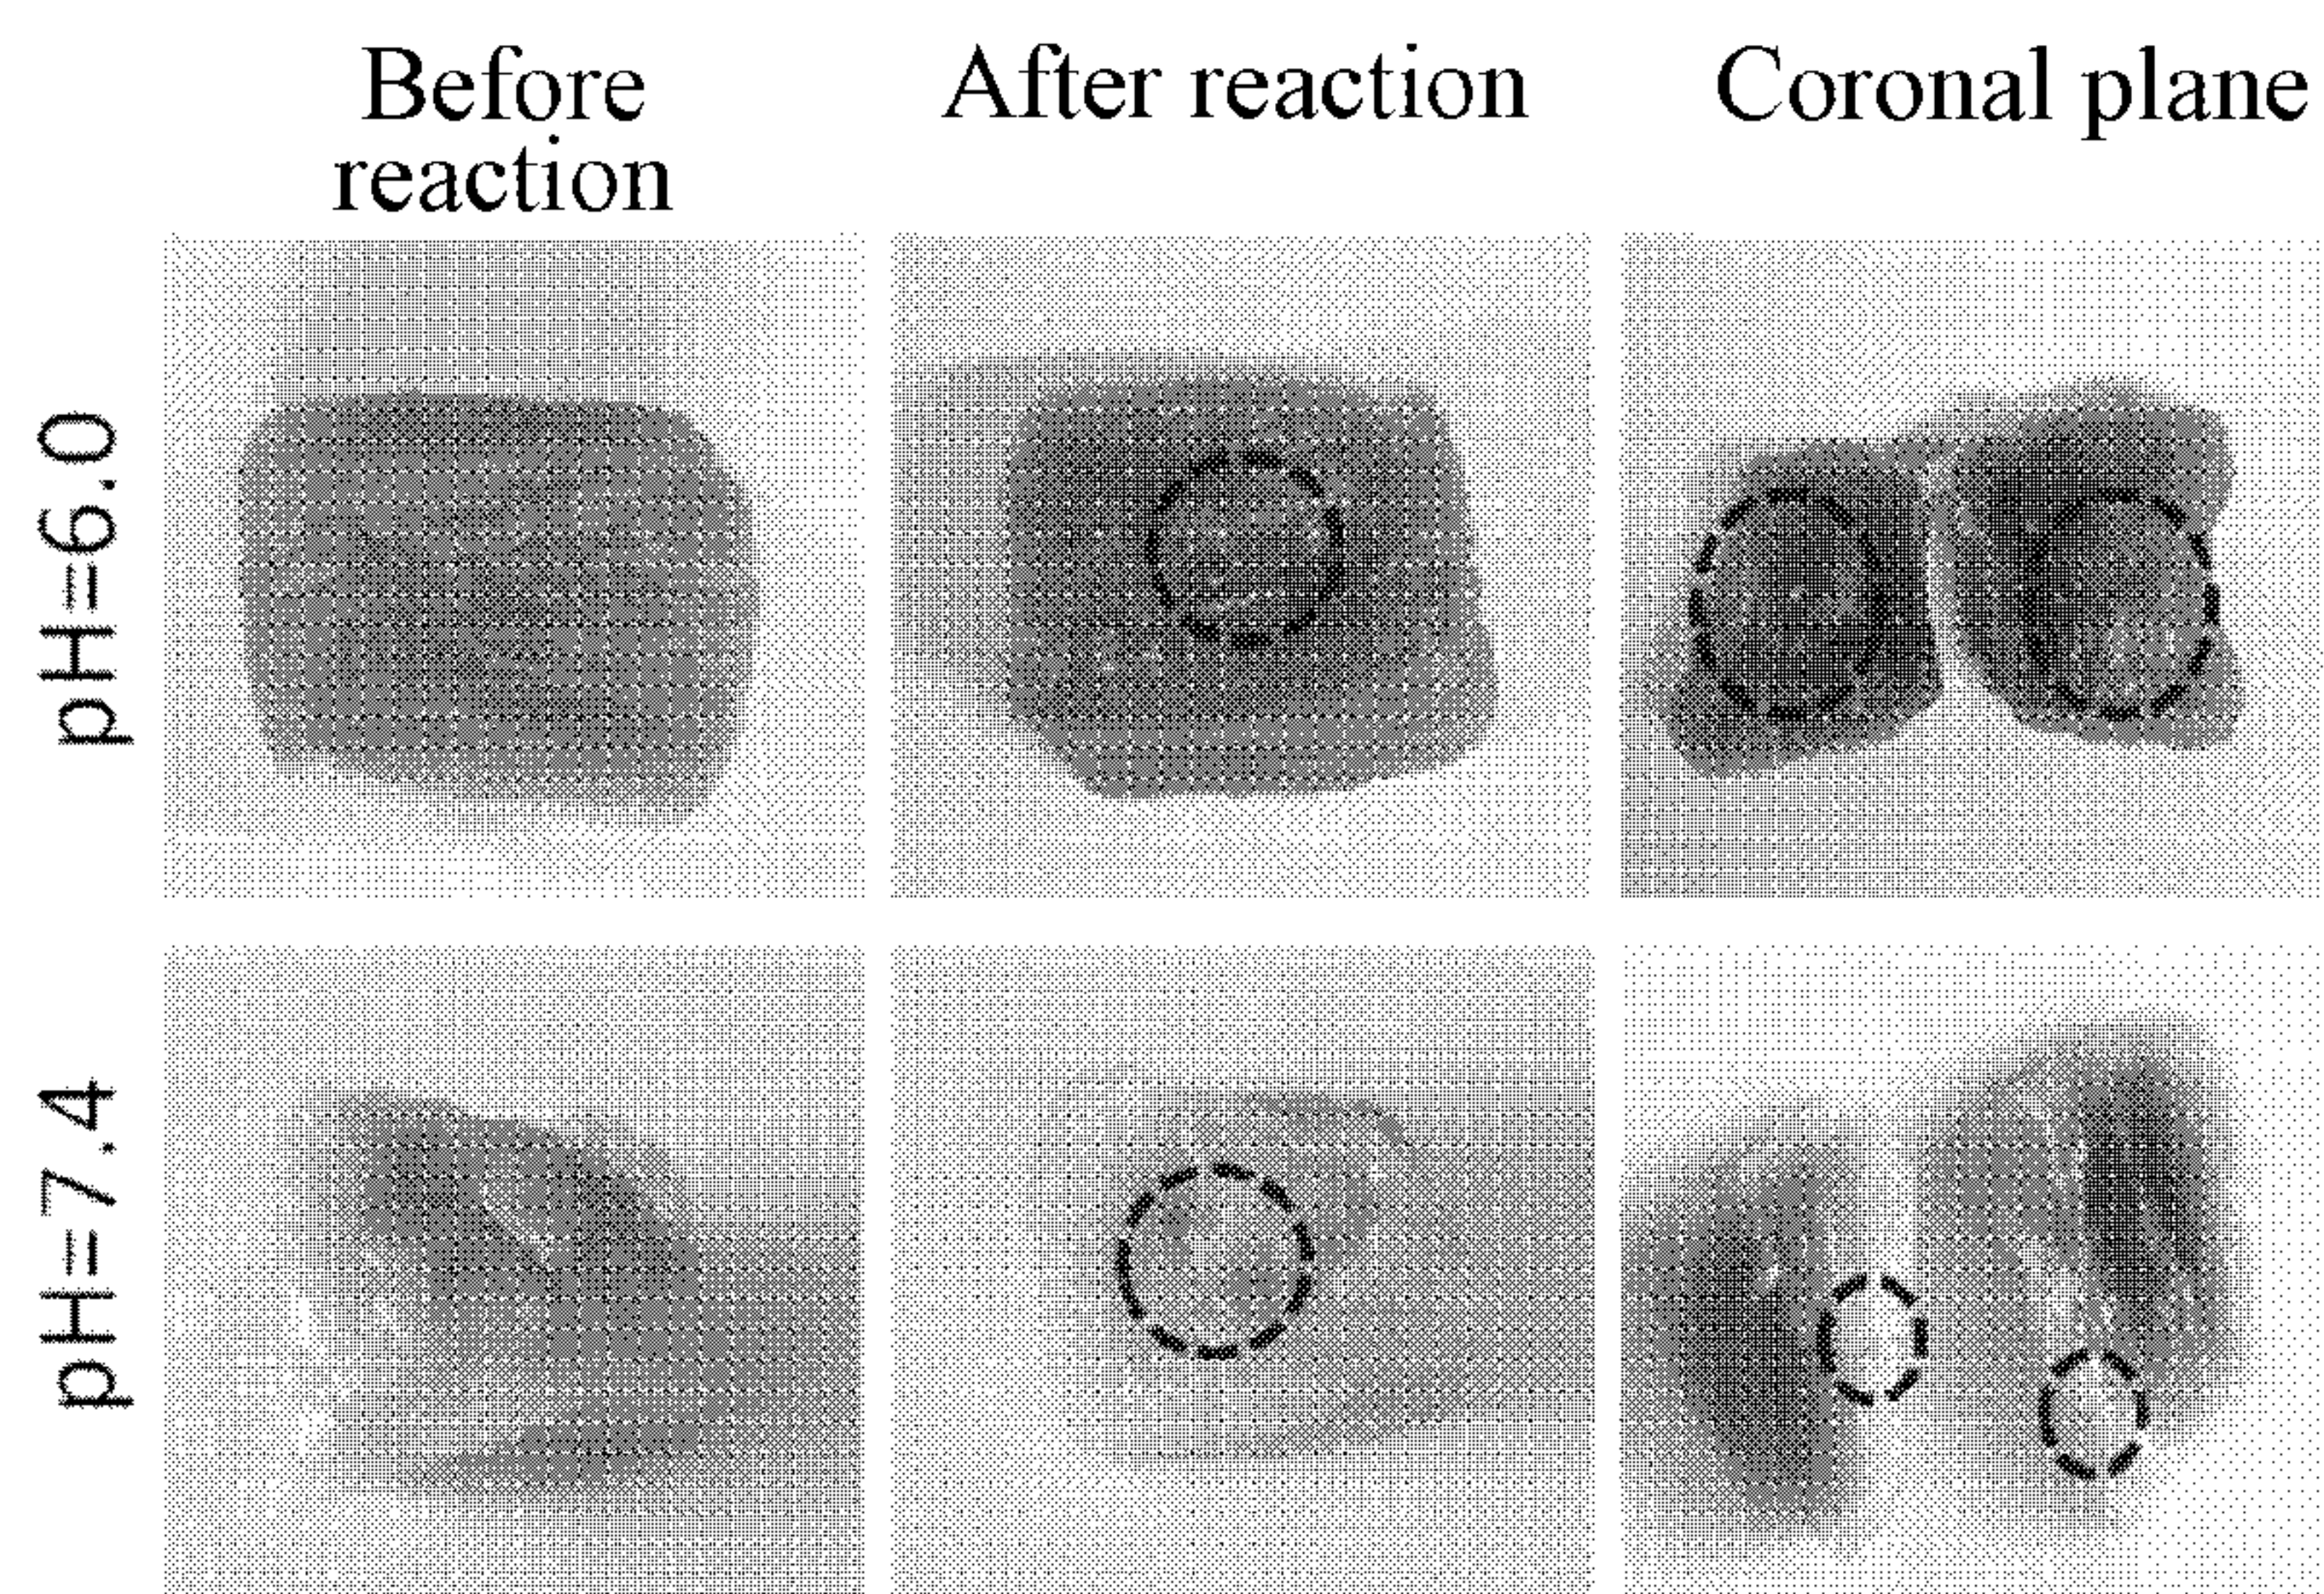 Before
reaction
After reaction
Coronal plane
pH=6.0
pH=7.4